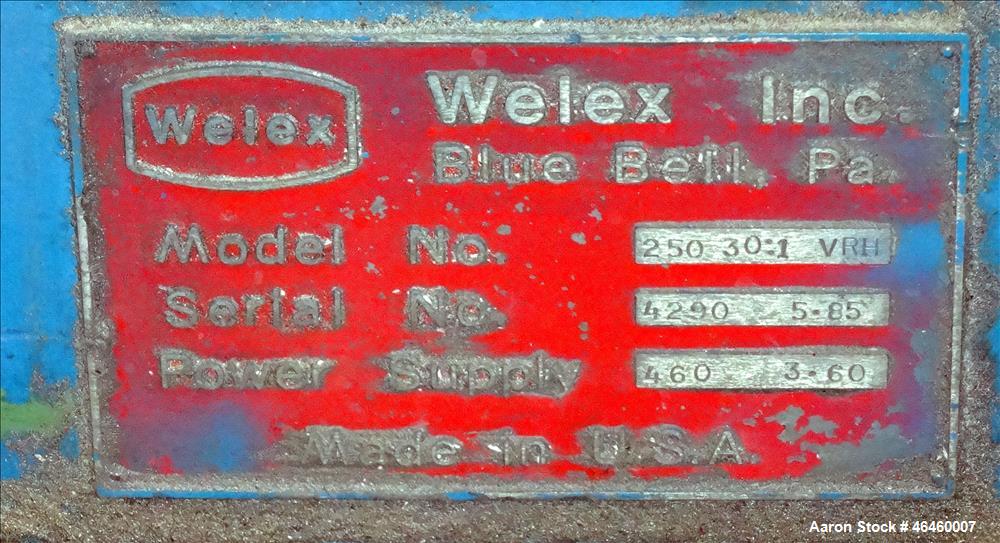 Welex
Welex Inc.
Blue Bell, Pa.
Model No. 250 30:1 VRH
Serial No. 4290 5-85
Power Supply 460 3-60
Made in U.S.A.
Aaron Stock # 46460007